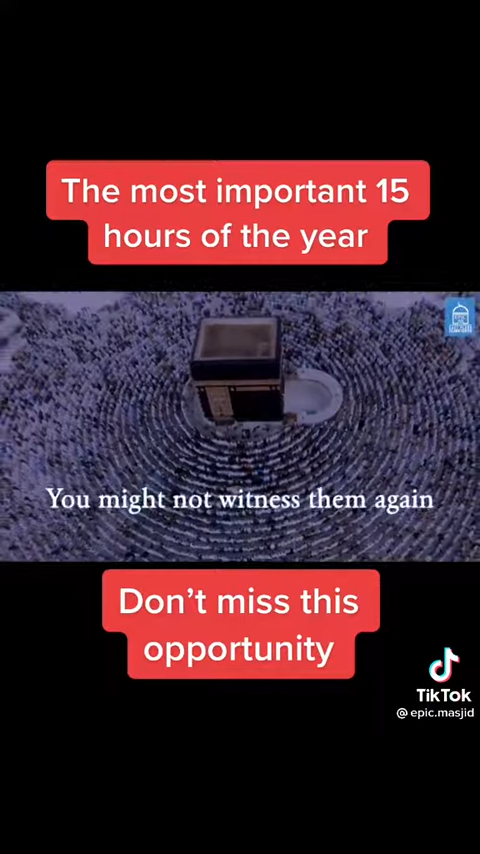 The most important 15
hours of the year
You might not witness them again
Don't miss this
opportunity
TikTok
@epic.masjid